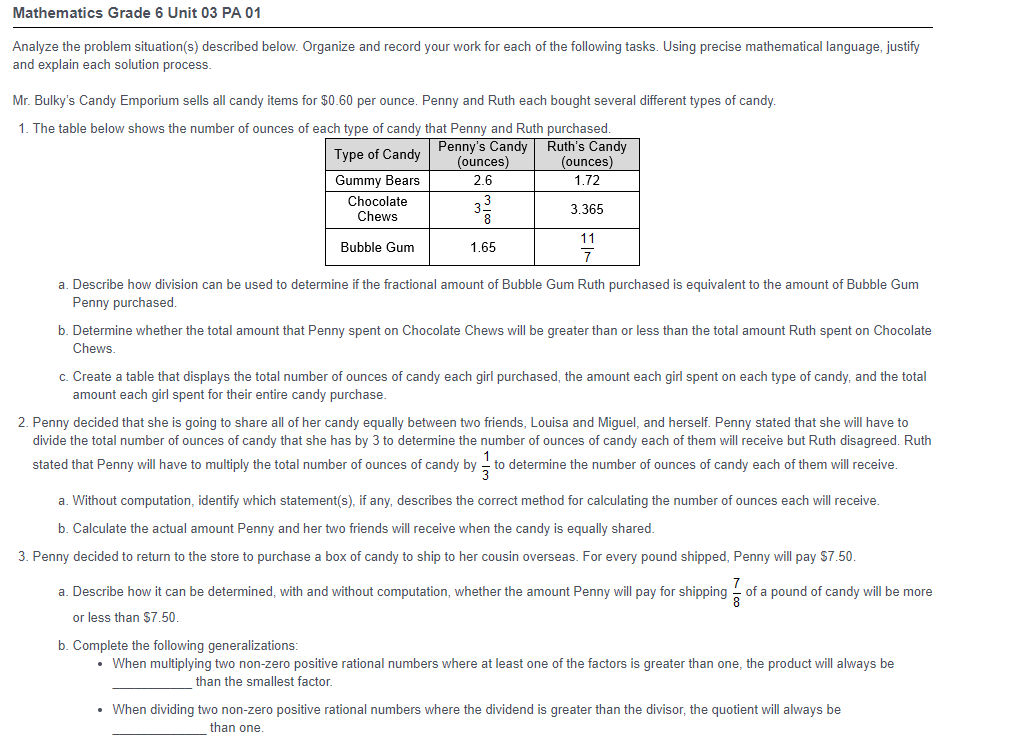 Mathematics Grade 6 Unit 03 PA 01
Analyze the problem situation(s) described below. Organize and record your work for each of the following tasks. Using precise mathematical language, justify
and explain each solution process.
Mr. Bulky's Candy Emporium sells all candy items for $0.60 per ounce. Penny and Ruth each bought several different types of candy.
1. The table below shows the number of ounces of each type of candy that Penny and Ruth purchased.
Type of Candy Penny's Candy (ounces) Ruth's Candy (ounces)
Gummy Bears 2.6 1.72
Chocolate Chews 3 3/8 3.365
Bubble Gum 1.65 11/7
a. Describe how division can be used to determine if the fractional amount of Bubble Gum Ruth purchased is equivalent to the amount of Bubble Gum
Penny purchased.
b. Determine whether the total amount that Penny spent on Chocolate Chews will be greater than or less than the total amount Ruth spent on Chocolate
Chews.
c. Create a table that displays the total number of ounces of candy each girl purchased, the amount each girl spent on each type of candy, and the total
amount each girl spent for their entire candy purchase.
2. Penny decided that she is going to share all of her candy equally between two friends, Louisa and Miguel, and herself. Penny stated that she will have to
divide the total number of ounces of candy that she has by 3 to determine the number of ounces of candy each of them will receive but Ruth disagreed. Ruth
stated that Penny will have to multiply the total number of ounces of candy by 1/3 to determine the number of ounces of candy each of them will receive.
a. Without computation, identify which statement(s), if any, describes the correct method for calculating the number of ounces each will receive.
b. Calculate the actual amount Penny and her two friends will receive when the candy is equally shared.
3. Penny decided to return to the store to purchase a box of candy to ship to her cousin overseas. For every pound shipped, Penny will pay $7.50.
a. Describe how it can be determined, with and without computation, whether the amount Penny will pay for shipping 7/8 of a pound of candy will be more
or less than $7.50.
b. Complete the following generalizations:
• When multiplying two non-zero positive rational numbers where at least one of the factors is greater than one, the product will always be
___________ than the smallest factor.
• When dividing two non-zero positive rational numbers where the dividend is greater than the divisor, the quotient will always be
_____________ than one.